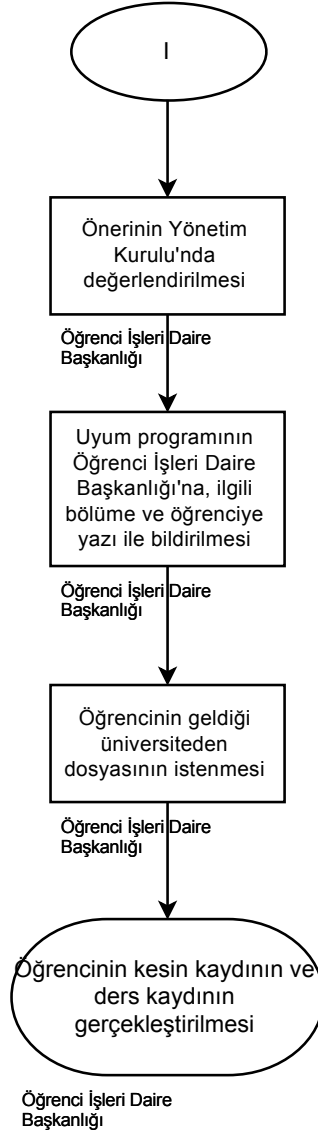 I
Önerinin Yönetim
Kurulu'nda
değerlendirilmesi
Öğrenci İşleri Daire
Başkanlığı
Uyum programının
Öğrenci İşleri Daire
Başkanlığı'na, ilgili
bölüme ve öğrenciye
yazı ile bildirilmesi
Öğrenci İşleri Daire
Başkanlığı
Öğrencinin geldiği
üniversiteden
dosyasının istenmesi
Öğrenci İşleri Daire
Başkanlığı
Öğrencinin kesin kaydının ve
ders kaydının
gerçekleştirilmesi
Öğrenci İşleri Daire
Başkanlığı